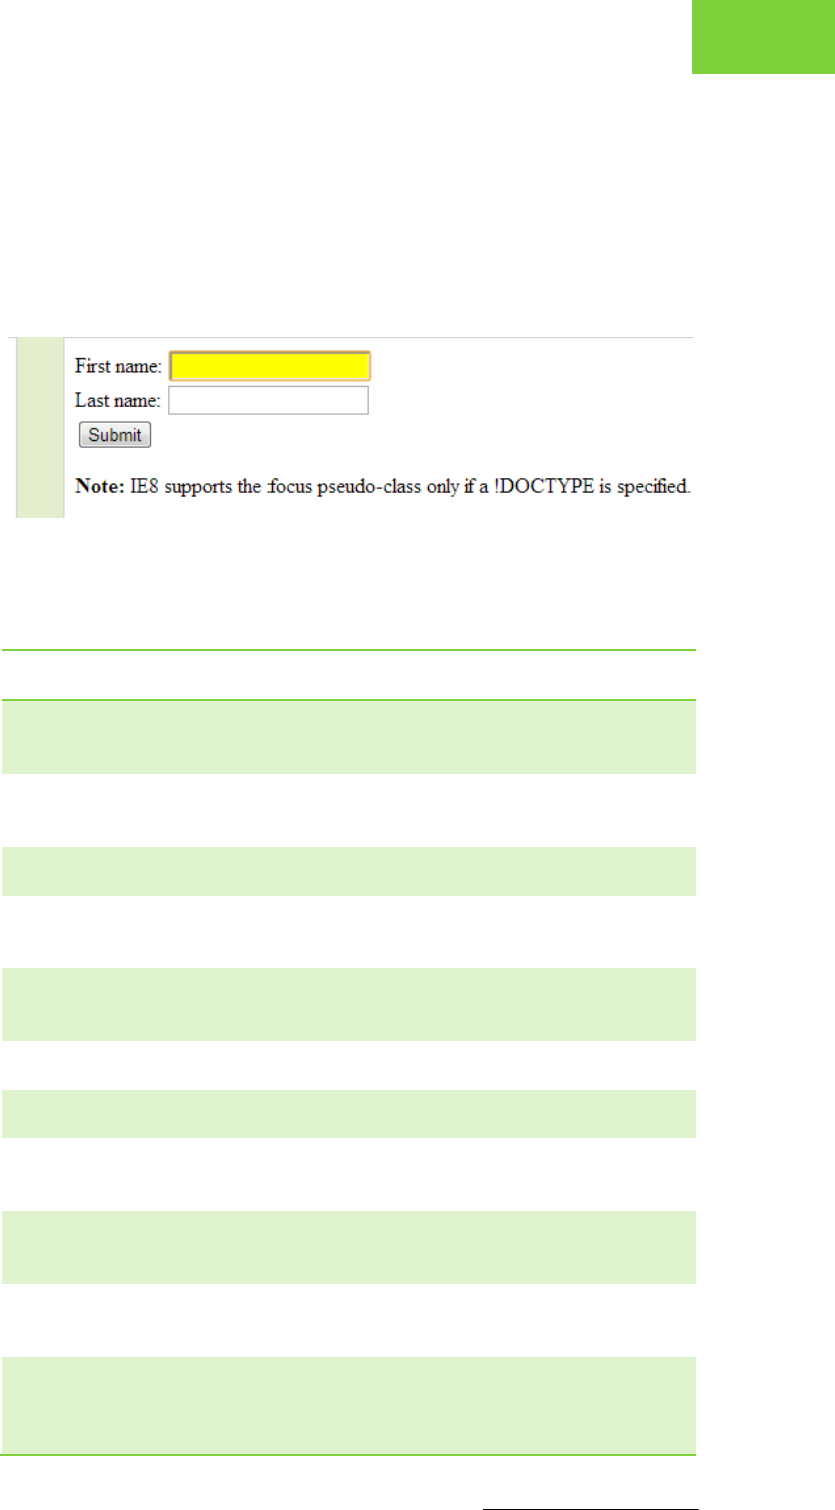 First name:
Last name:
Submit
Note: IE8 supports the :focus pseudo-class only if a !DOCTYPE is specified.